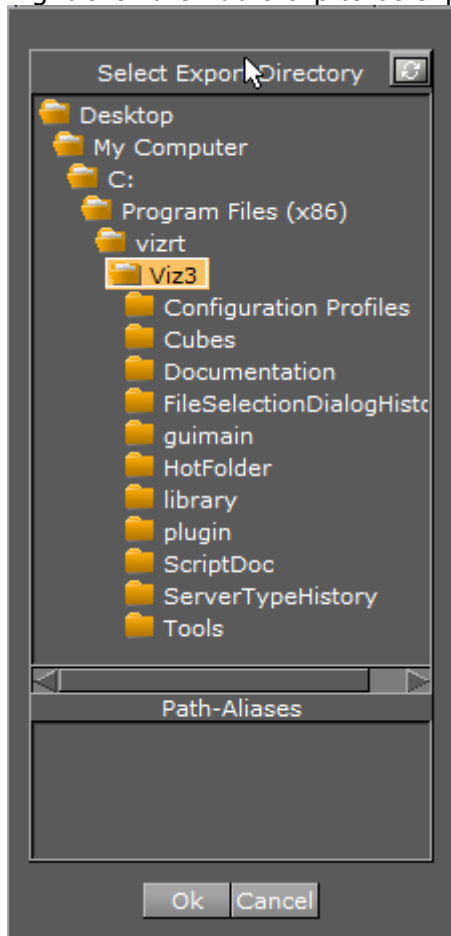 Select Export Directory
Desktop
My Computer
C:
Program Files (x86)
vizrt
Viz3
Configuration Profiles
Cubes
Documentation
FileSelectionDialogHisto
guimain
HotFolder
library
plugin
ScriptDoc
ServerTypeHistory
Tools
Path-Aliases
Ok Cancel